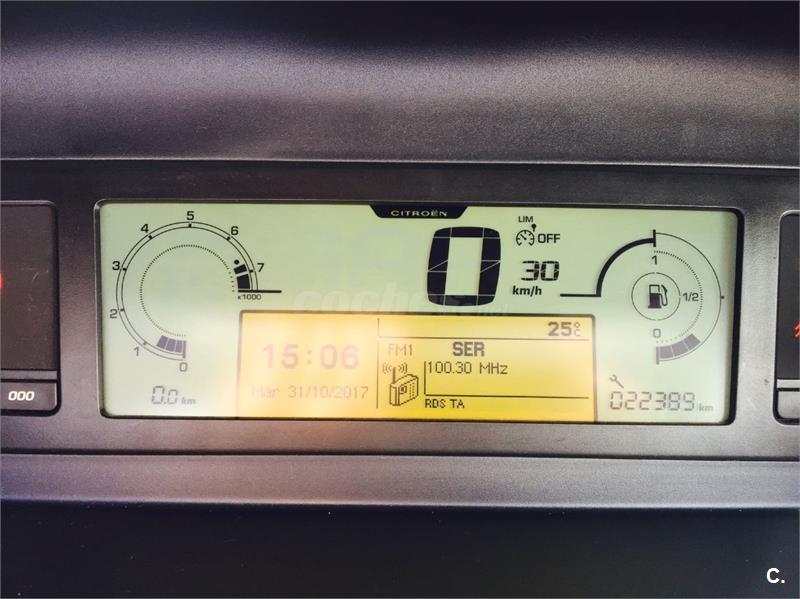 CITROËN
5
4
6
3
7
x1000
2
1
0
0
LIM
OFF
30
km/h
1
1/2
0
25°C
15:06
FM1
SER
100.30 MHz
Mar 31/10/2017
RDS TA
000
0.0 km
022389 km
C.